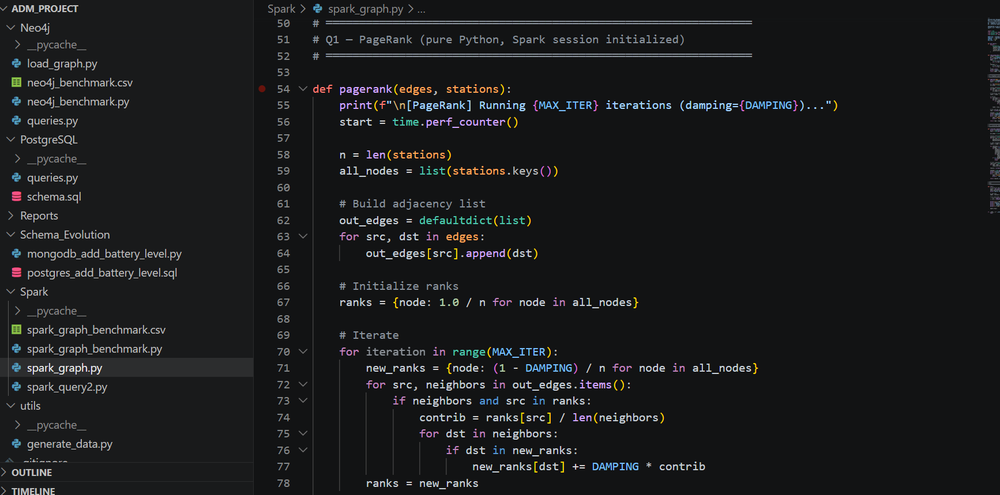 ADM_PROJECT
Neo4j
__pycache__
load_graph.py
neo4j_benchmark.csv
neo4j_benchmark.py
queries.py
PostgreSQL
__pycache__
queries.py
schema.sql
Reports
Schema_Evolution
mongodb_add_battery_level.py
postgres_add_battery_level.sql
Spark
__pycache__
spark_graph_benchmark.csv
spark_graph_benchmark.py
spark_graph.py
spark_query2.py
utils
__pycache__
generate_data.py
.gitignore
OUTLINE
TIMELINE
Spark > spark_graph.py > ...
50 # ════════════════════════════════════════════════════════════════
51 # Q1 — PageRank (pure Python, Spark session initialized)
52 # ════════════════════════════════════════════════════════════════
53
54 def pagerank(edges, stations):
55     print(f"\n[PageRank] Running {MAX_ITER} iterations (damping={DAMPING})...")
56     start = time.perf_counter()
57
58     n = len(stations)
59     all_nodes = list(stations.keys())
60
61     # Build adjacency list
62     out_edges = defaultdict(list)
63     for src, dst in edges:
64         out_edges[src].append(dst)
65
66     # Initialize ranks
67     ranks = {node: 1.0 / n for node in all_nodes}
68
69     # Iterate
70     for iteration in range(MAX_ITER):
71         new_ranks = {node: (1 - DAMPING) / n for node in all_nodes}
72         for src, neighbors in out_edges.items():
73             if neighbors and src in ranks:
74                 contrib = ranks[src] / len(neighbors)
75                 for dst in neighbors:
76                     if dst in new_ranks:
77                         new_ranks[dst] += DAMPING * contrib
78         ranks = new_ranks